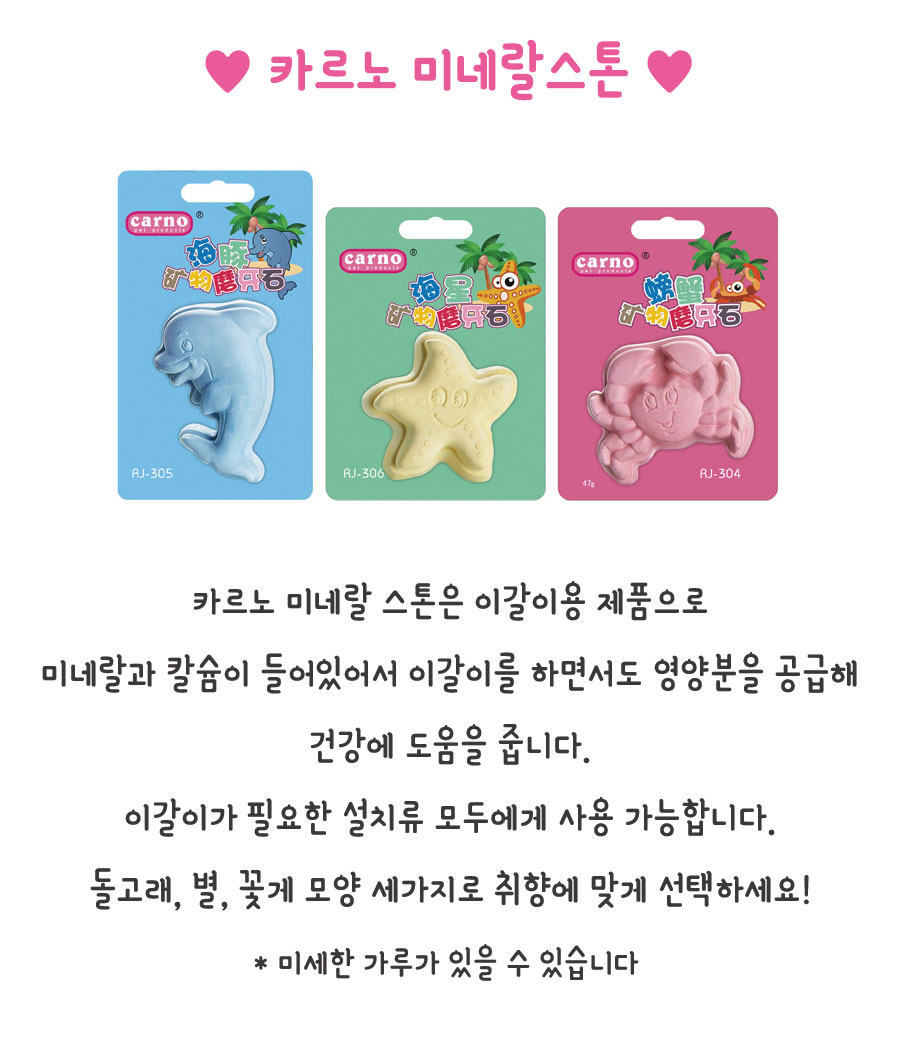 ♥ 카르노 미네랄스톤 ♥
carno®
pet products
海豚
矿物磨牙石
RJ-305
carno®
pet products
海星
矿物磨牙石
RJ-306
carno®
pet products
螃蟹
矿物磨牙石
47g
RJ-304
카르노 미네랄 스톤은 이갈이용 제품으로
미네랄과 칼슘이 들어있어서 이갈이를 하면서도 영양분을 공급해
건강에 도움을 줍니다.
이갈이가 필요한 설치류 모두에게 사용 가능합니다.
돌고래, 별, 꽃게 모양 세가지로 취향에 맞게 선택하세요!
* 미세한 가루가 있을 수 있습니다